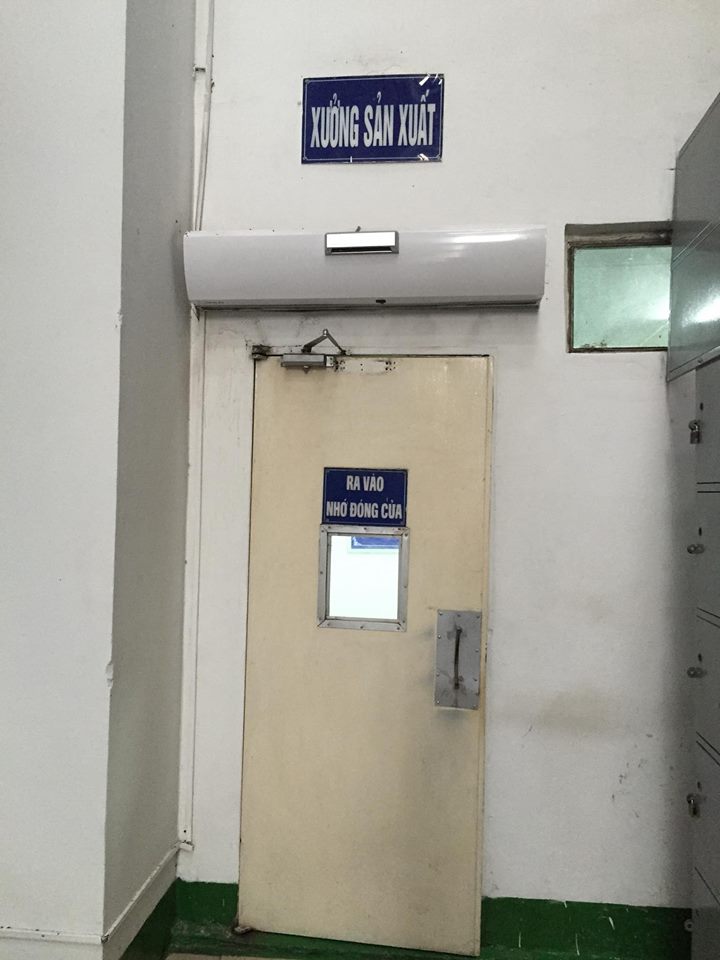 XƯỞNG SẢN XUẤT
RA VÀO
NHỚ ĐÓNG CỬA